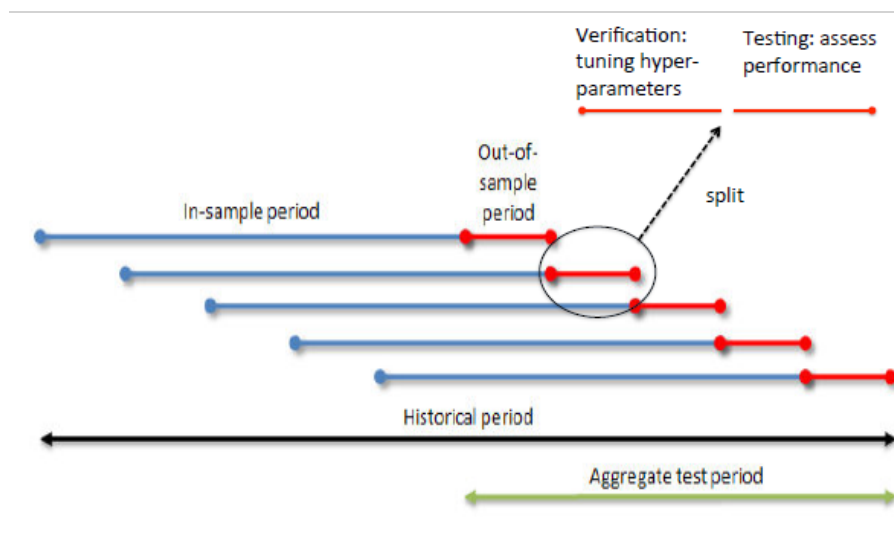 Verification:
tuning hyper-
parameters
Testing: assess
performance
Out-of-
sample
period
In-sample period
split
Historical period
Aggregate test period